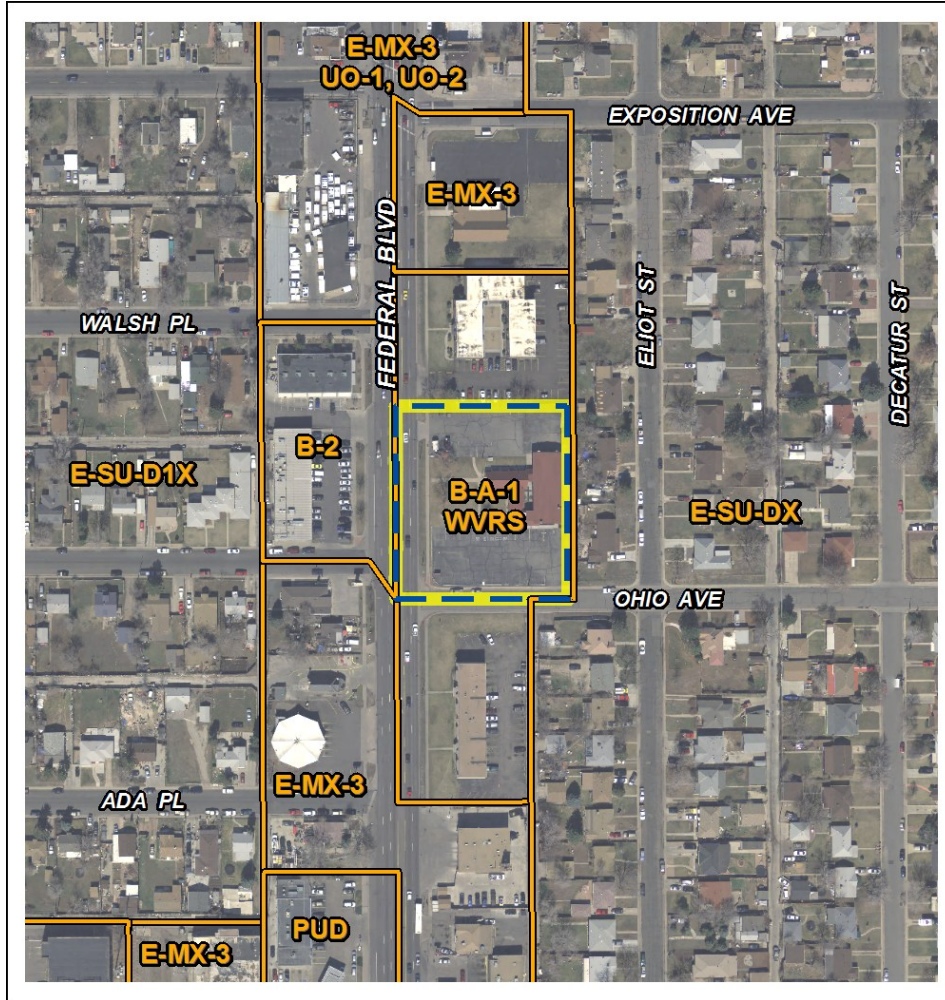 E-MX-3
UO-1, UO-2
EXPOSITION AVE
E-MX-3
FEDERAL BLVD
ELIOT ST
DECATUR ST
WALSH PL
B-2
E-SU-D1X
B-A-1
WVRS
E-SU-DX
OHIO AVE
E-MX-3
ADA PL
PUD
E-MX-3